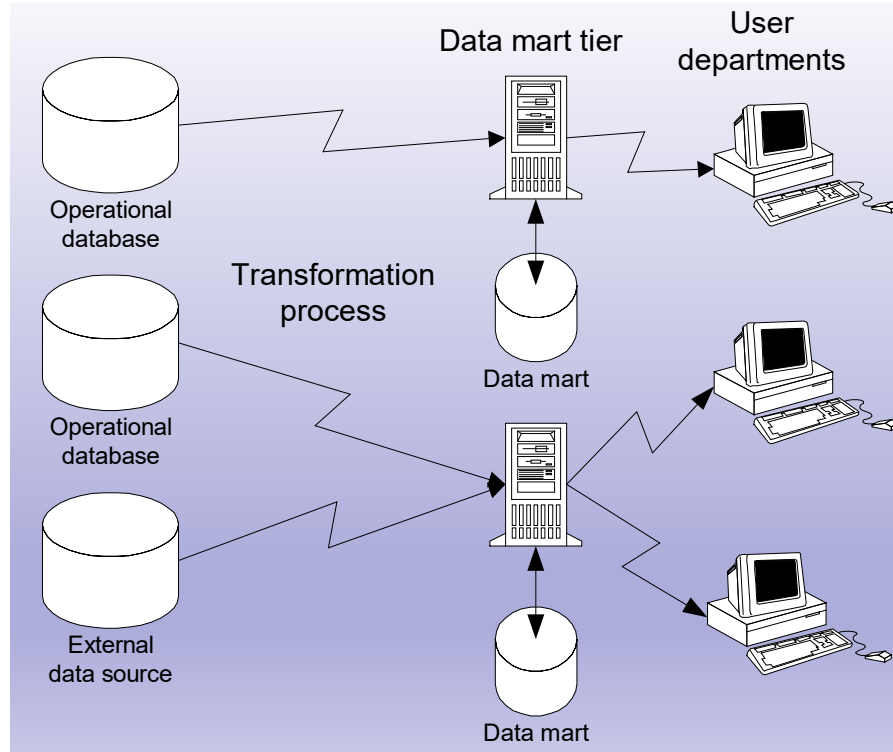 Data mart tier
User
departments
Operational
database
Transformation
process
Data mart
Operational
database
External
data source
Data mart